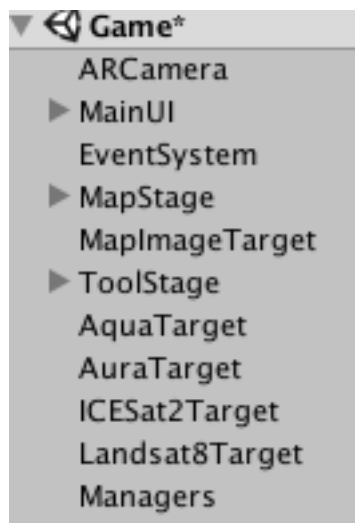 Game*
ARCamera
MainUI
EventSystem
MapStage
MapImageTarget
ToolStage
AquaTarget
AuraTarget
ICESat2Target
Landsat8Target
Managers